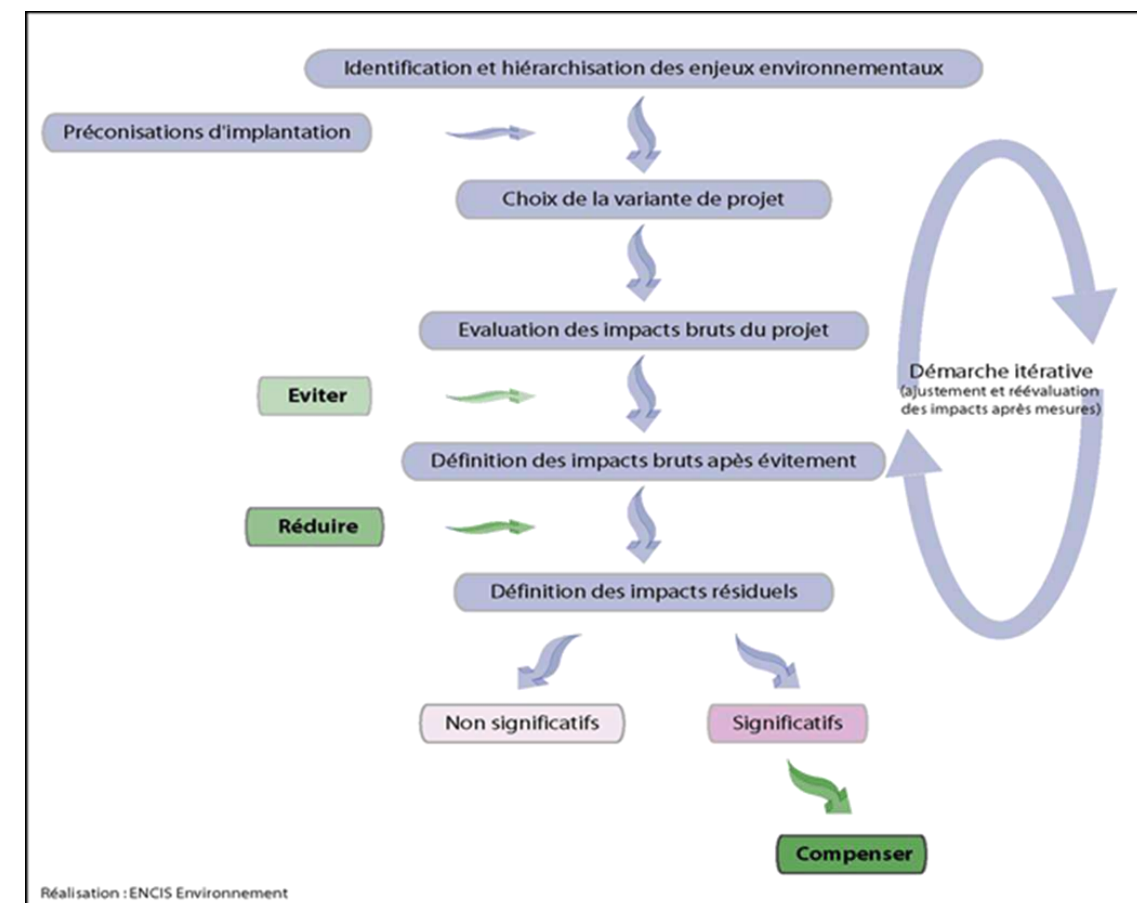 Identification et hiérarchisation des enjeux environnementaux
Préconisations d'implantation
Choix de la variante de projet
Evaluation des impacts bruts du projet
Eviter
Définition des impacts bruts apès évitement
Réduire
Définition des impacts résiduels
Non significatifs
Significatifs
Compenser
Démarche itérative
(ajustement et réévaluation
des impacts après mesures)
Réalisation : ENCIS Environnement